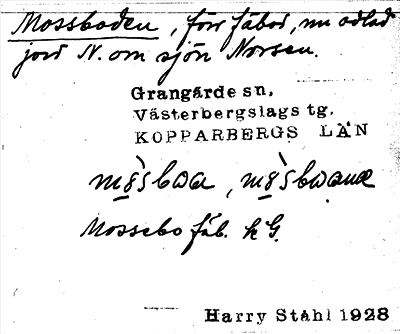 Mossboden, förr fäbod, nu odlad
jord N. om sjön Norsen.
Grangärde sn,
Västerbergslags tg.
KOPPARBERGS LÄN
Mossebo fäb. k G.
Harry Ståhl 1928